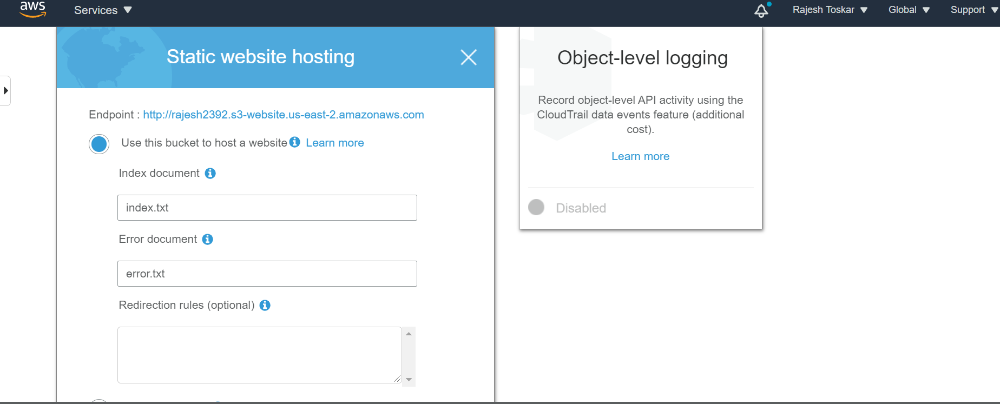 aws
Services
Rajesh Toskar
Global
Support
Static website hosting
Endpoint : http://rajesh2392.s3-website.us-east-2.amazonaws.com
Use this bucket to host a website Learn more
Index document
index.txt
Error document
error.txt
Redirection rules (optional)
Object-level logging
Record object-level API activity using the
CloudTrail data events feature (additional
cost).
Learn more
Disabled